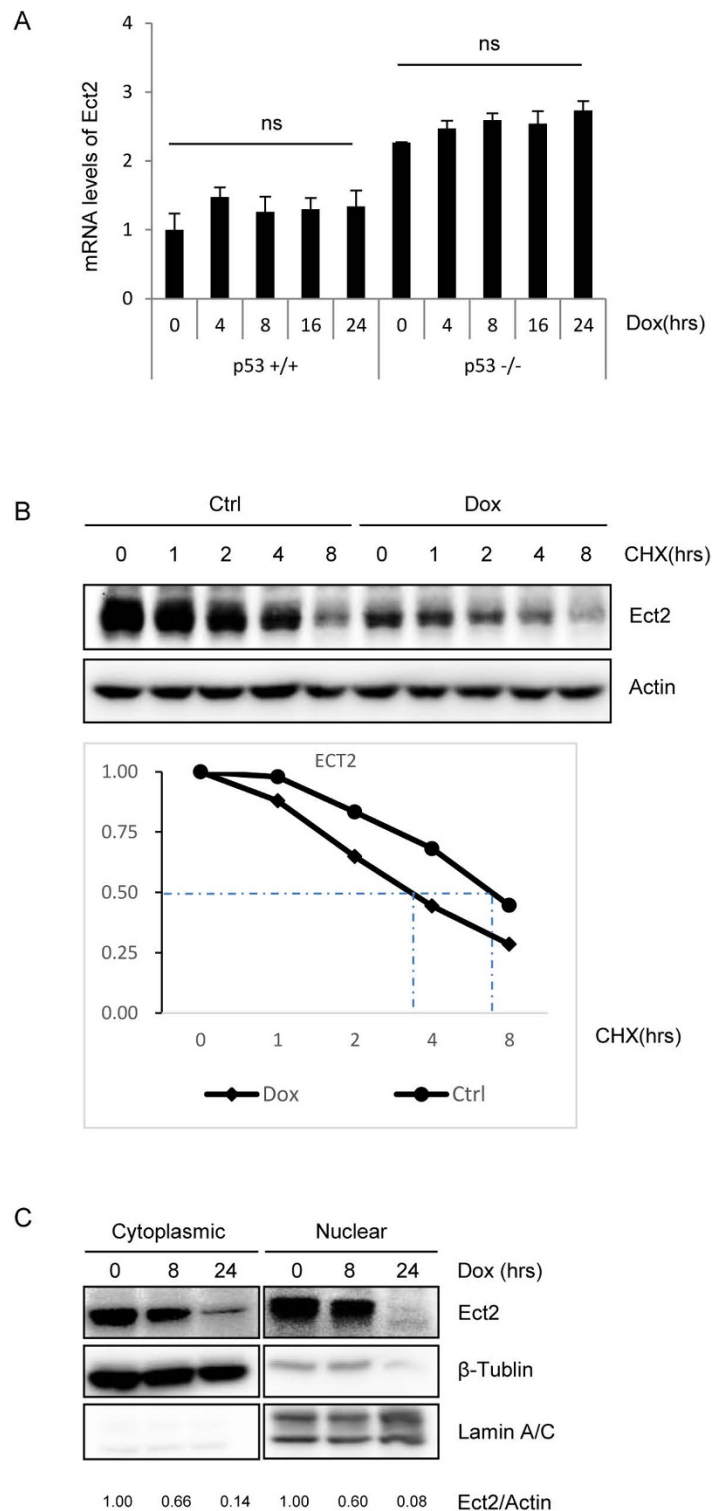 A
mRNA levels of Ect2
4
3
2
1
0
ns
ns
0 4 8 16 24 0 4 8 16 24 Dox(hrs)
p53 +/+ p53 -/-
B
Ctrl Dox
0 1 2 4 8 0 1 2 4 8 CHX(hrs)
Ect2
Actin
ECT2
1.00
0.75
0.50
0.25
0.00
0 1 2 4 8 CHX(hrs)
Dox Ctrl
C
Cytoplasmic Nuclear
0 8 24 0 8 24 Dox (hrs)
Ect2
β-Tublin
Lamin A/C
1.00 0.66 0.14 1.00 0.60 0.08 Ect2/Actin